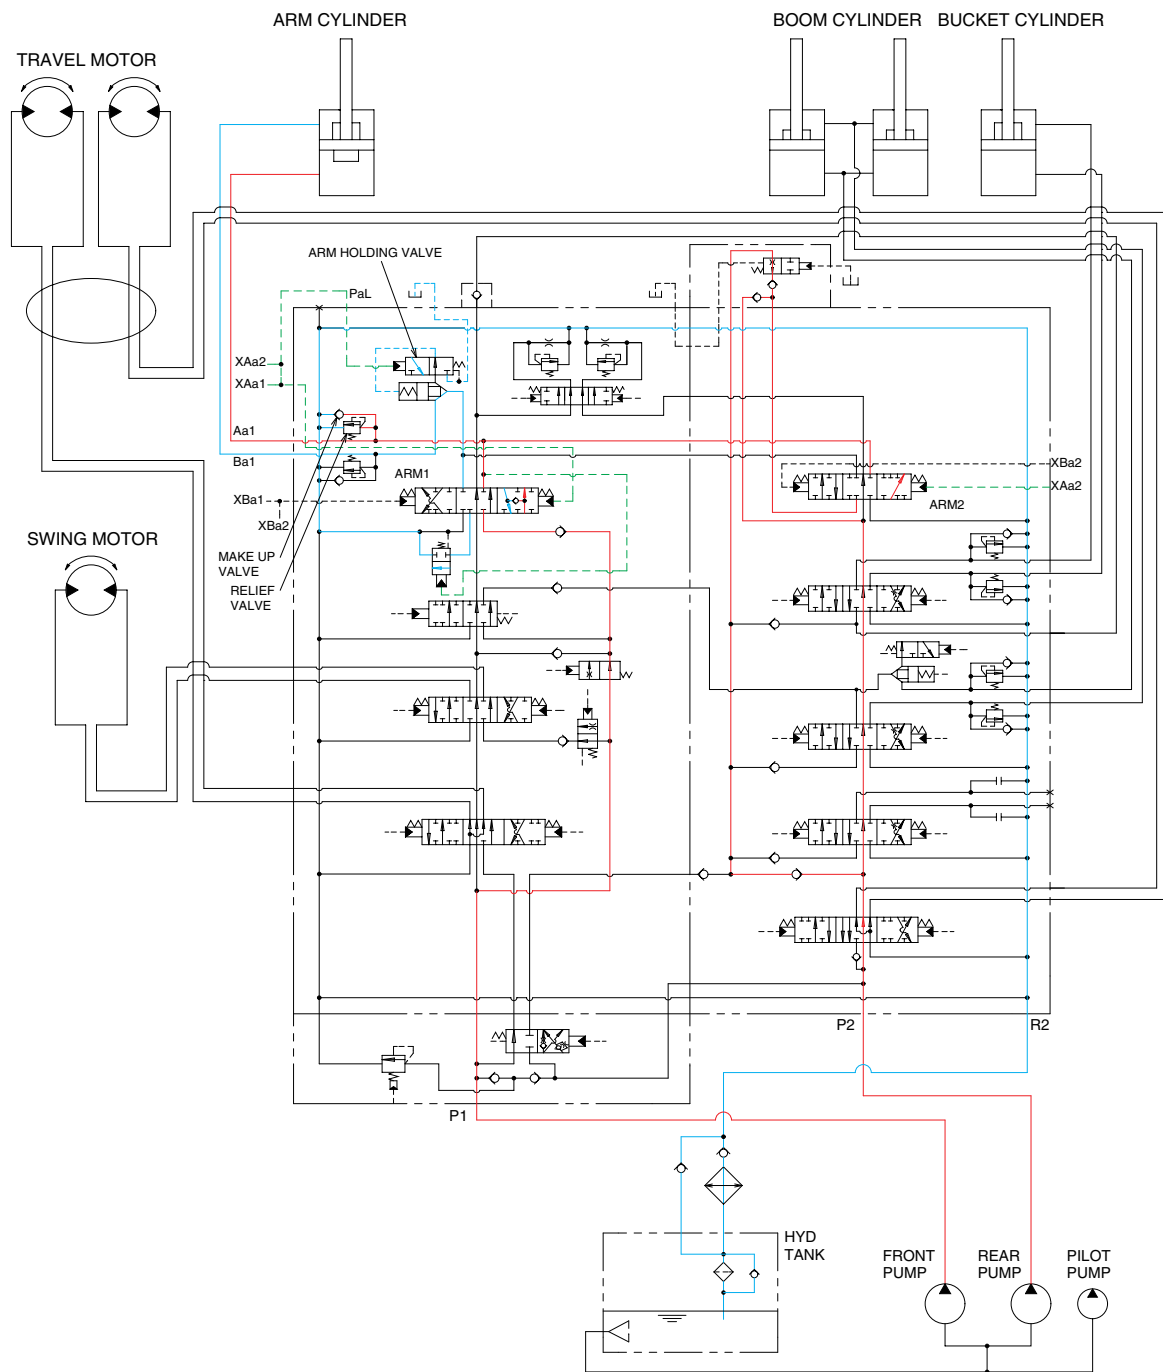 ARM CYLINDER
BOOM CYLINDER
BUCKET CYLINDER
TRAVEL MOTOR
ARM HOLDING VALVE
PaL
XAa2
XAa1
Aa1
Ba1
ARM1
XBa2
XAa2
ARM2
XBa1
XBa2
SWING MOTOR
MAKE UP
VALVE
RELIEF
VALVE
P2
R2
P1
HYD
TANK
FRONT
PUMP
REAR
PUMP
PILOT
PUMP